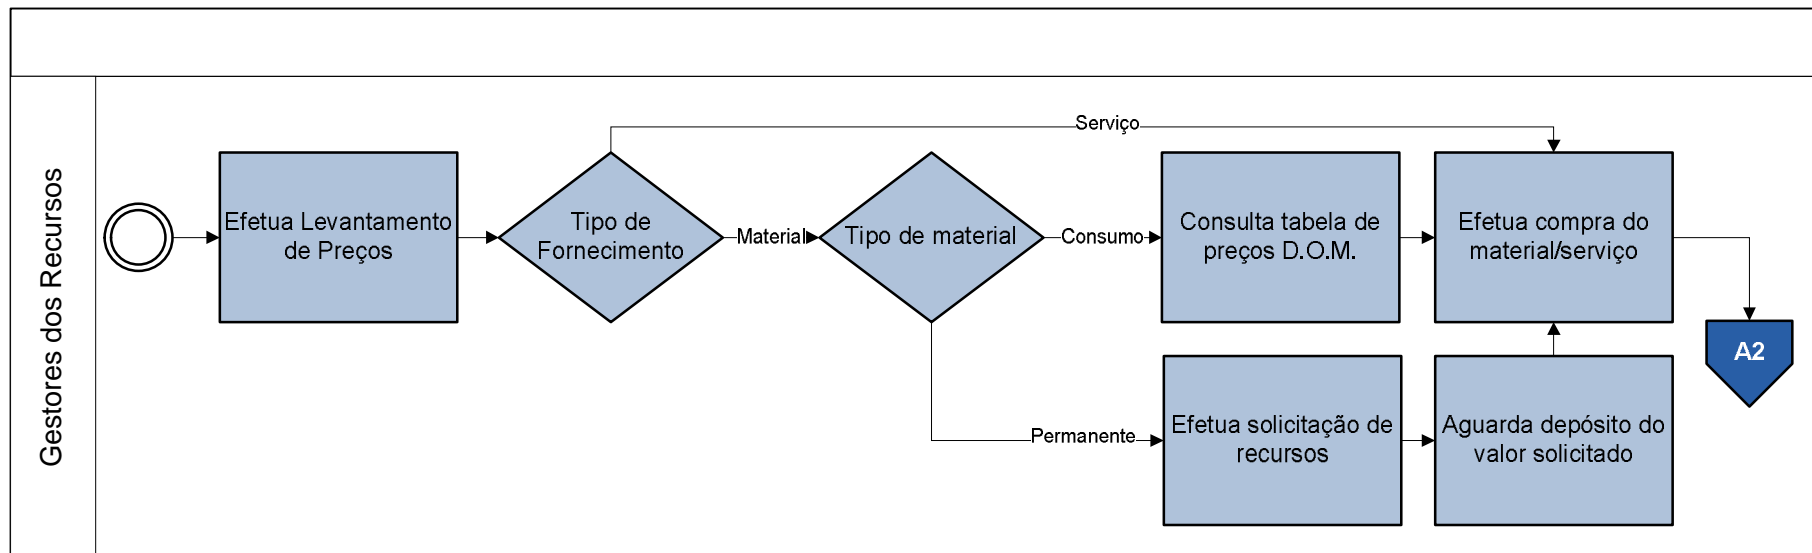 Gestores dos Recursos
Efetua Levantamento
de Preços
Tipo de
Fornecimento
Serviço
Material
Tipo de material
Consumo
Consulta tabela de
preços D.O.M.
Efetua compra do
material/serviço
Permanente
Efetua solicitação de
recursos
Aguarda depósito do
valor solicitado
A2